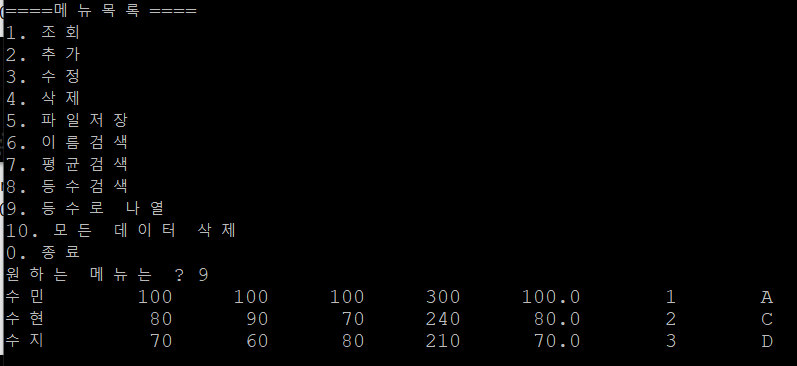 ====메뉴목록====
1. 조회
2. 추가
3. 수정
4. 삭제
5. 파일저장
6. 이름검색
7. 평균검색
8. 등수검색
9. 등수로 나열
10. 모든 데이터 삭제
0. 종료
원하는 메뉴는 ? 9
수민 100 100 100 300 100.0 1 A
수현 80 90 70 240 80.0 2 C
수지 70 60 80 210 70.0 3 D